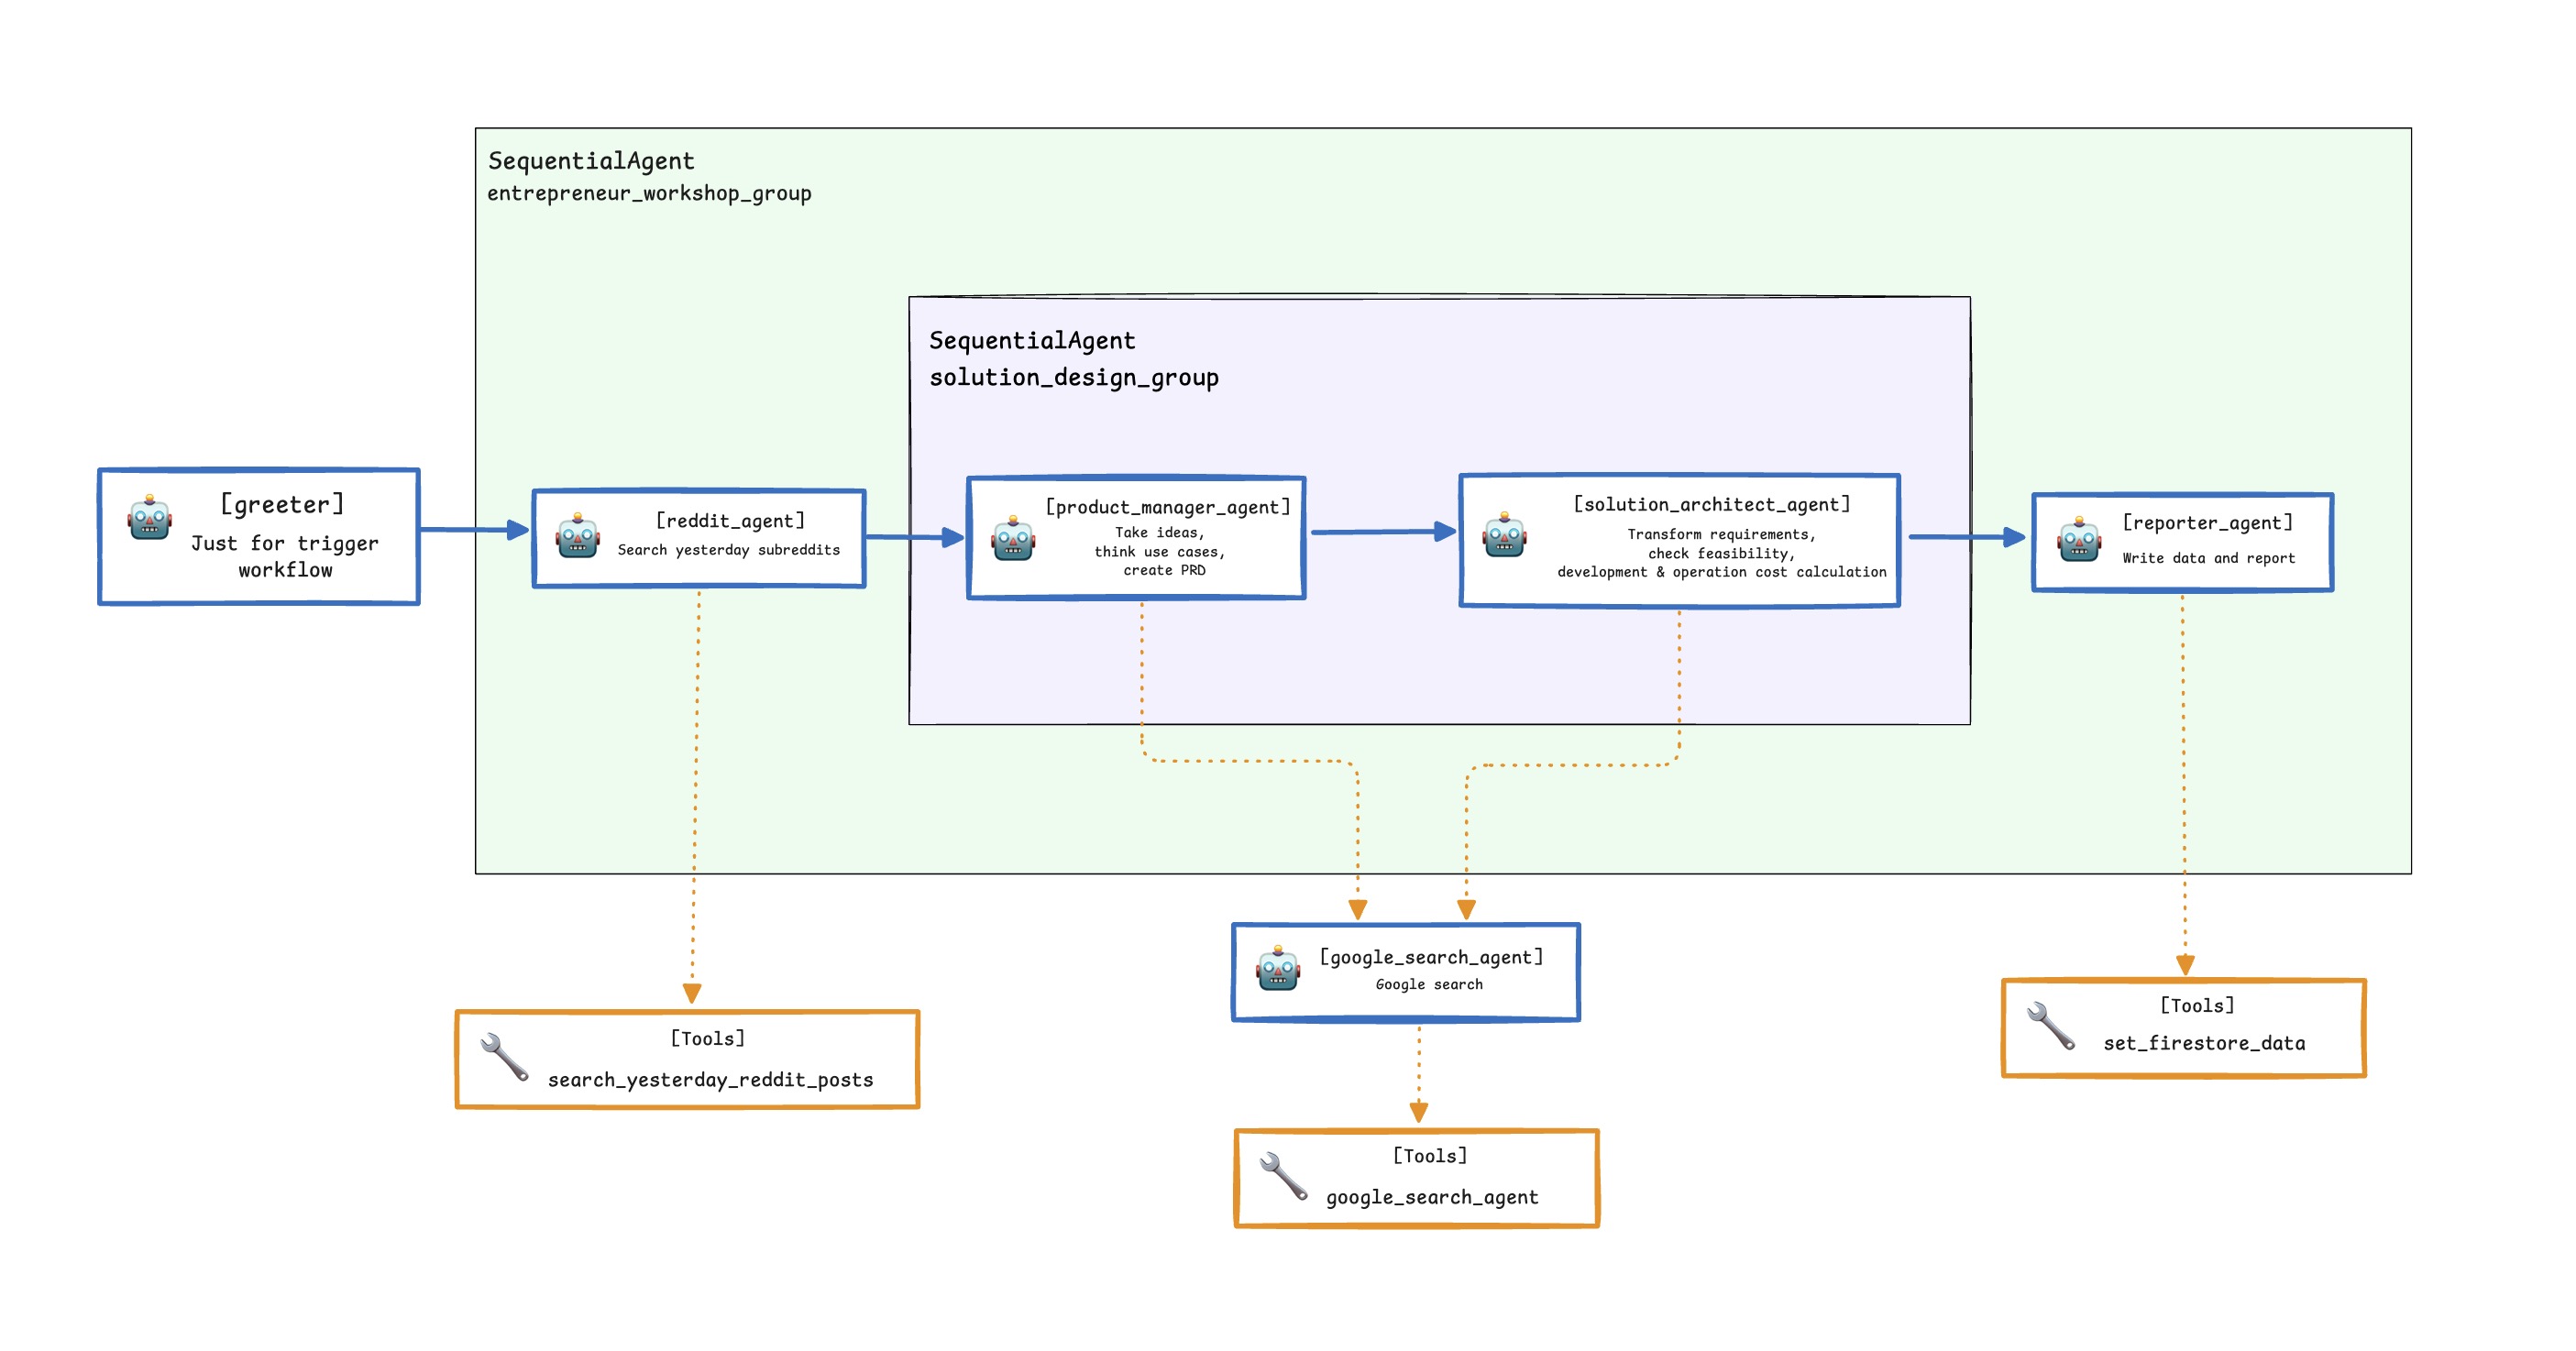 SequentialAgent
entrepreneur_workshop_group
SequentialAgent
solution_design_group
[greeter]
Just for trigger
workflow
[reddit_agent]
Search yesterday subreddits
[product_manager_agent]
Take ideas,
think use cases,
create PRD
[solution_architect_agent]
Transform requirements,
check feasibility,
development & operation cost calculation
[reporter_agent]
Write data and report
[google_search_agent]
Google search
[Tools]
search_yesterday_reddit_posts
[Tools]
set_firestore_data
[Tools]
google_search_agent